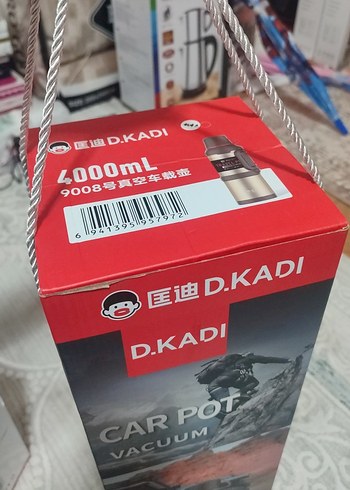 匡迪 D.KADI
4000mL
9008号真空车载壶
6 941395 957972
匡迪 D.KADI
D.KADI
CAR POT
VACUUM